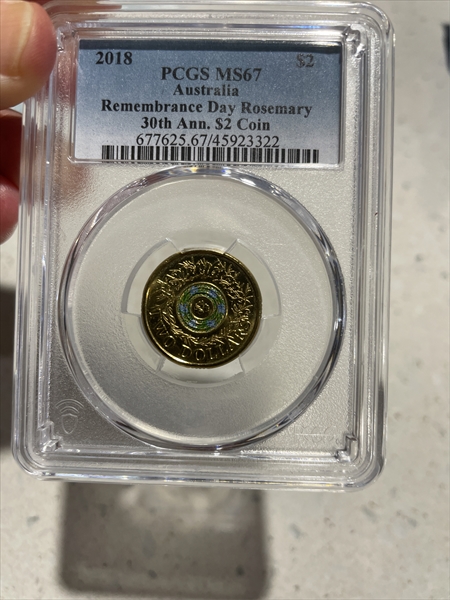 2018 $2
PCGS MS67
Australia
Remembrance Day Rosemary
30th Ann. $2 Coin
677625.67/45923322
TWO DOLLARS